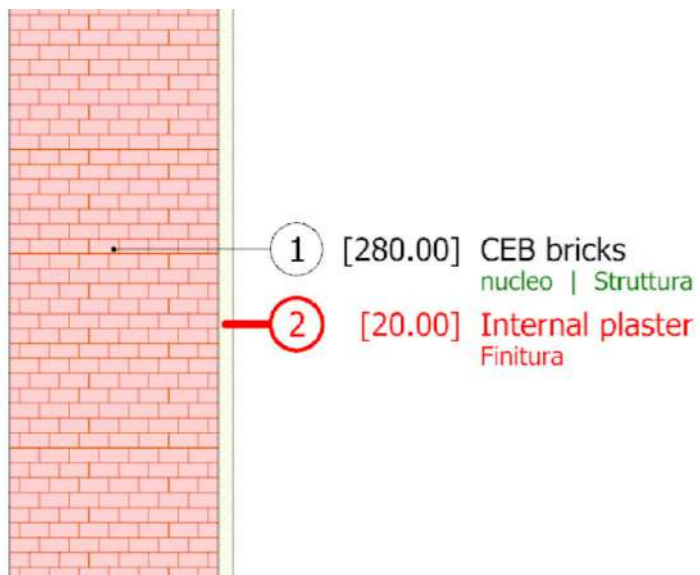 1 [280.00] CEB bricks
nucleo | Struttura
2 [20.00] Internal plaster
Finitura